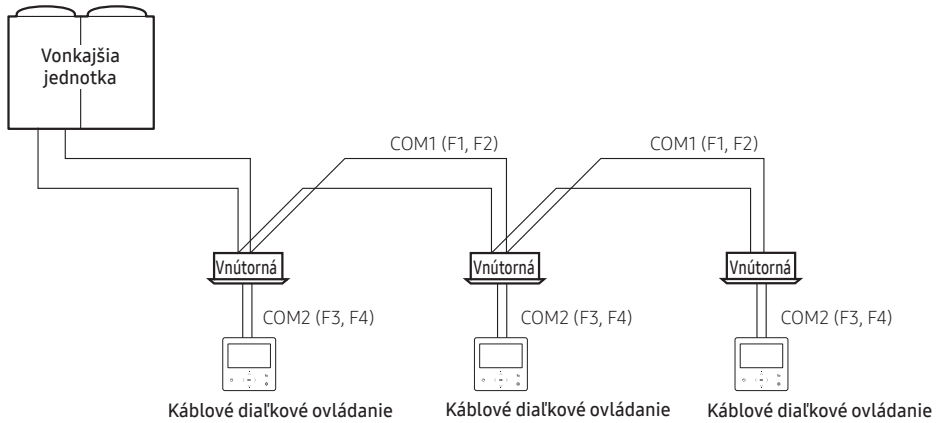 Vonkajšia
jednotka
COM1 (F1, F2)
COM1 (F1, F2)
Vnútorná
Vnútorná
Vnútorná
COM2 (F3, F4)
COM2 (F3, F4)
COM2 (F3, F4)
Káblové diaľkové ovládanie
Káblové diaľkové ovládanie
Káblové diaľkové ovládanie